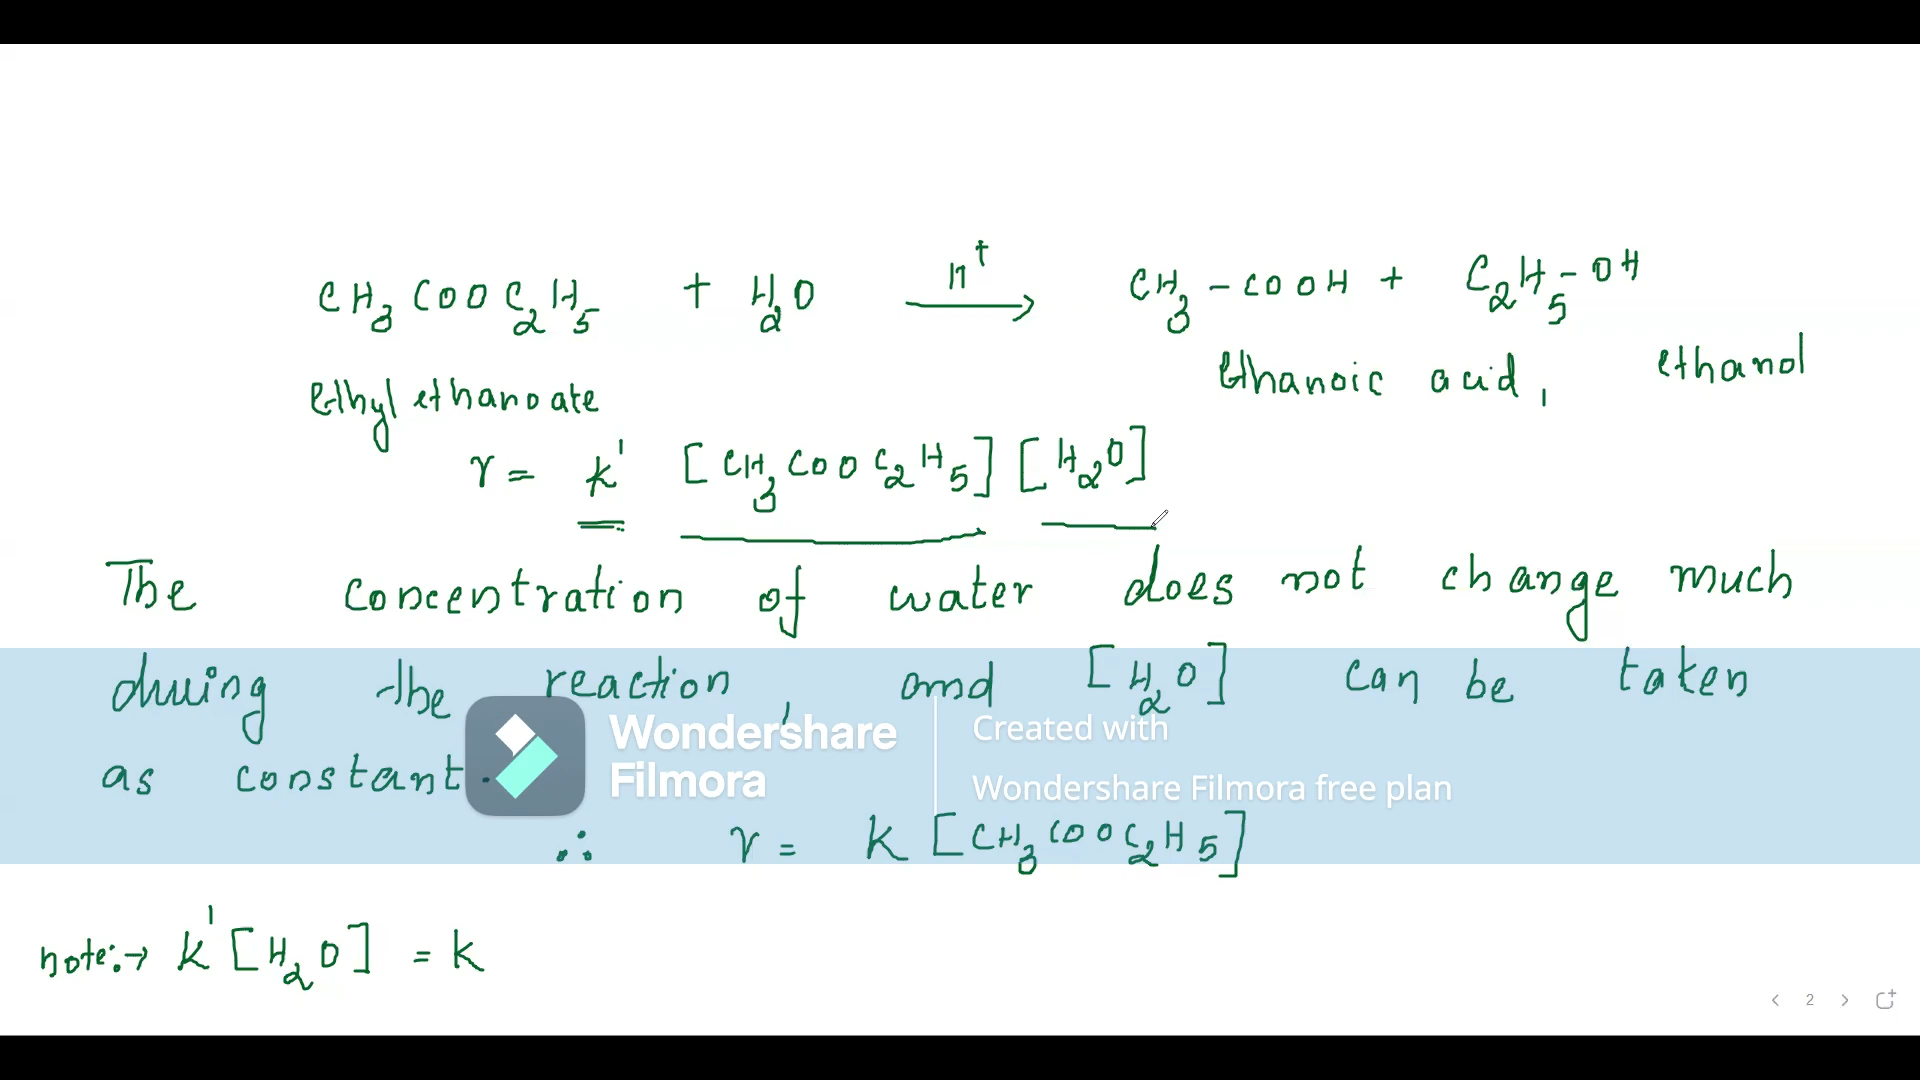 CH₃COOC₂H₅ + H₂O —H⁺→ CH₃-COOH + C₂H₅-OH
Ethyl ethanoate Ethanoic acid, ethanol
r = k' [CH₃COOC₂H₅] [H₂O]
The concentration of water does not change much
during the reaction, and [H₂O] can be taken
as constant.
Wondershare Filmora
Created with
Wondershare Filmora free plan
∴ r = k [CH₃COOC₂H₅]
note:→ k' [H₂O] = k
2